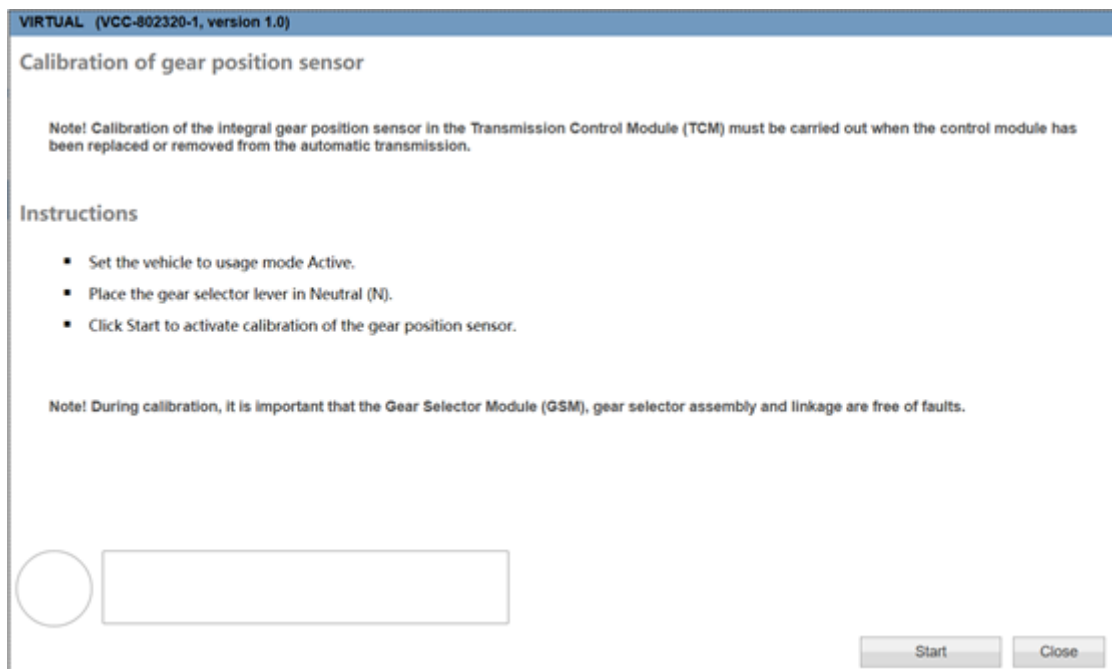 VIRTUAL (VCC-802320-1, version 1.0)
Calibration of gear position sensor
Note! Calibration of the integral gear position sensor in the Transmission Control Module (TCM) must be carried out when the control module has
been replaced or removed from the automatic transmission.
Instructions
▪ Set the vehicle to usage mode Active.
▪ Place the gear selector lever in Neutral (N).
▪ Click Start to activate calibration of the gear position sensor.
Note! During calibration, it is important that the Gear Selector Module (GSM), gear selector assembly and linkage are free of faults.
Start
Close